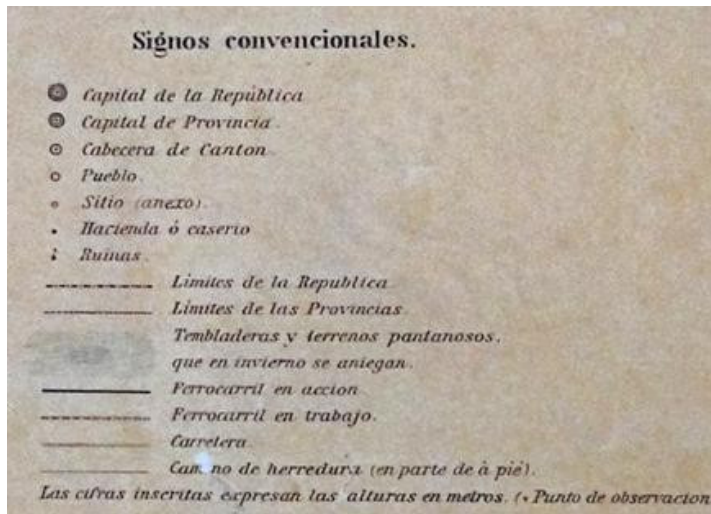 Signos convencionales.
Capital de la República
Capital de Provincia.
Cabecera de Canton.
Pueblo.
Sitio (anexo).
Hacienda ó caserio
Ruinas.
Limites de la Republica
Limites de las Provincias.
Tembladeras y terrenos pantanosos,
que en invierno se aniegan.
Ferrocarril en accion
Ferrocarril en trabajo.
Carretera
Camino de herredura (en parte de à pié).
Las cifras inscritas expresan las alturas en metros. (• Punto de observacion